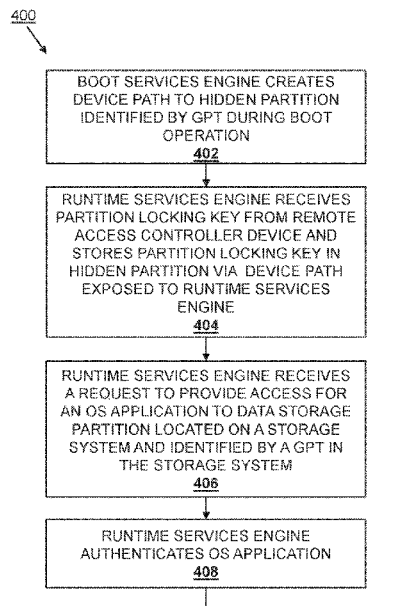 400
BOOT SERVICES ENGINE CREATES
DEVICE PATH TO HIDDEN PARTITION
IDENTIFIED BY GPT DURING BOOT
OPERATION
402
RUNTIME SERVICES ENGINE RECEIVES
PARTITION LOCKING KEY FROM REMOTE
ACCESS CONTROLLER DEVICE AND
STORES PARTITION LOCKING KEY IN
HIDDEN PARTITION VIA DEVICE PATH
EXPOSED TO RUNTIME SERVICES
ENGINE
404
RUNTIME SERVICES ENGINE RECEIVES
A REQUEST TO PROVIDE ACCESS FOR
AN OS APPLICATION TO DATA STORAGE
PARTITION LOCATED ON A STORAGE
SYSTEM AND IDENTIFIED BY A GPT IN
THE STORAGE SYSTEM
406
RUNTIME SERVICES ENGINE
AUTHENTICATES OS APPLICATION
408